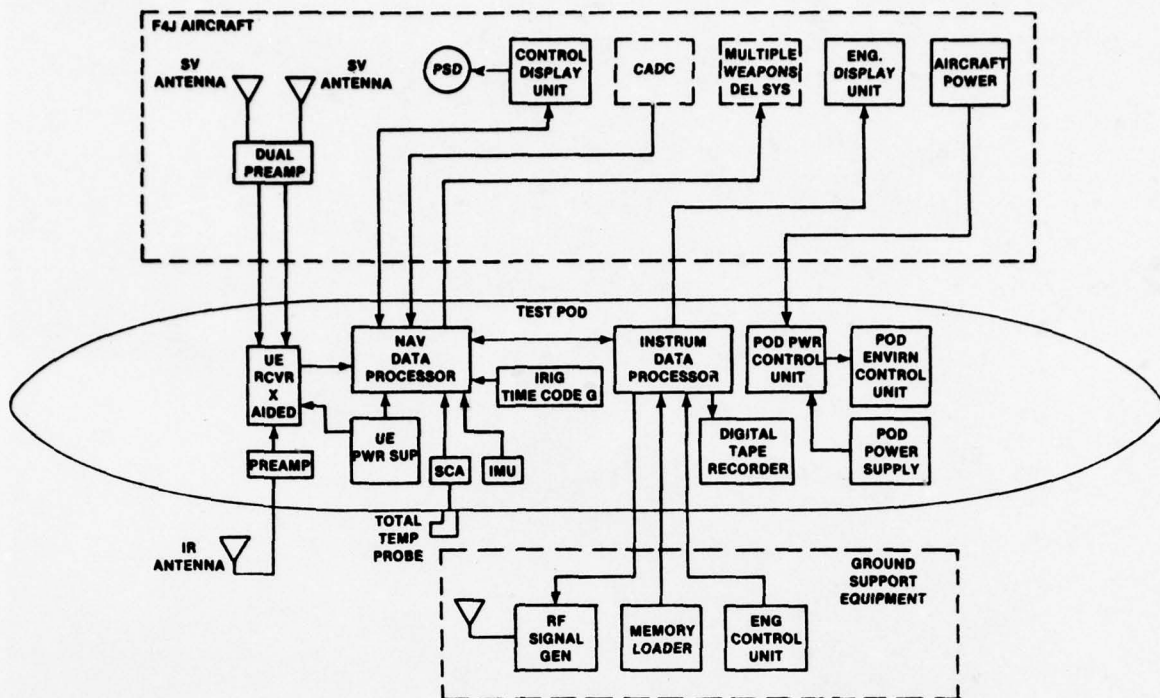 F4J AIRCRAFT
SV
ANTENNA
SV
ANTENNA
PSD
CONTROL
DISPLAY
UNIT
CADC
MULTIPLE
WEAPONS
DEL SYS
ENG.
DISPLAY
UNIT
AIRCRAFT
POWER
DUAL
PREAMP
TEST POD
UE
RCVR
X
AIDED
NAV
DATA
PROCESSOR
IRIG
TIME CODE G
INSTRUM
DATA
PROCESSOR
POD PWR
CONTROL
UNIT
POD
ENVIRN
CONTROL
UNIT
PREAMP
UE
PWR SUP
SCA
IMU
DIGITAL
TAPE
RECORDER
POD
POWER
SUPPLY
TOTAL
TEMP
PROBE
IR
ANTENNA
GROUND
SUPPORT
EQUIPMENT
RF
SIGNAL
GEN
MEMORY
LOADER
ENG
CONTROL
UNIT